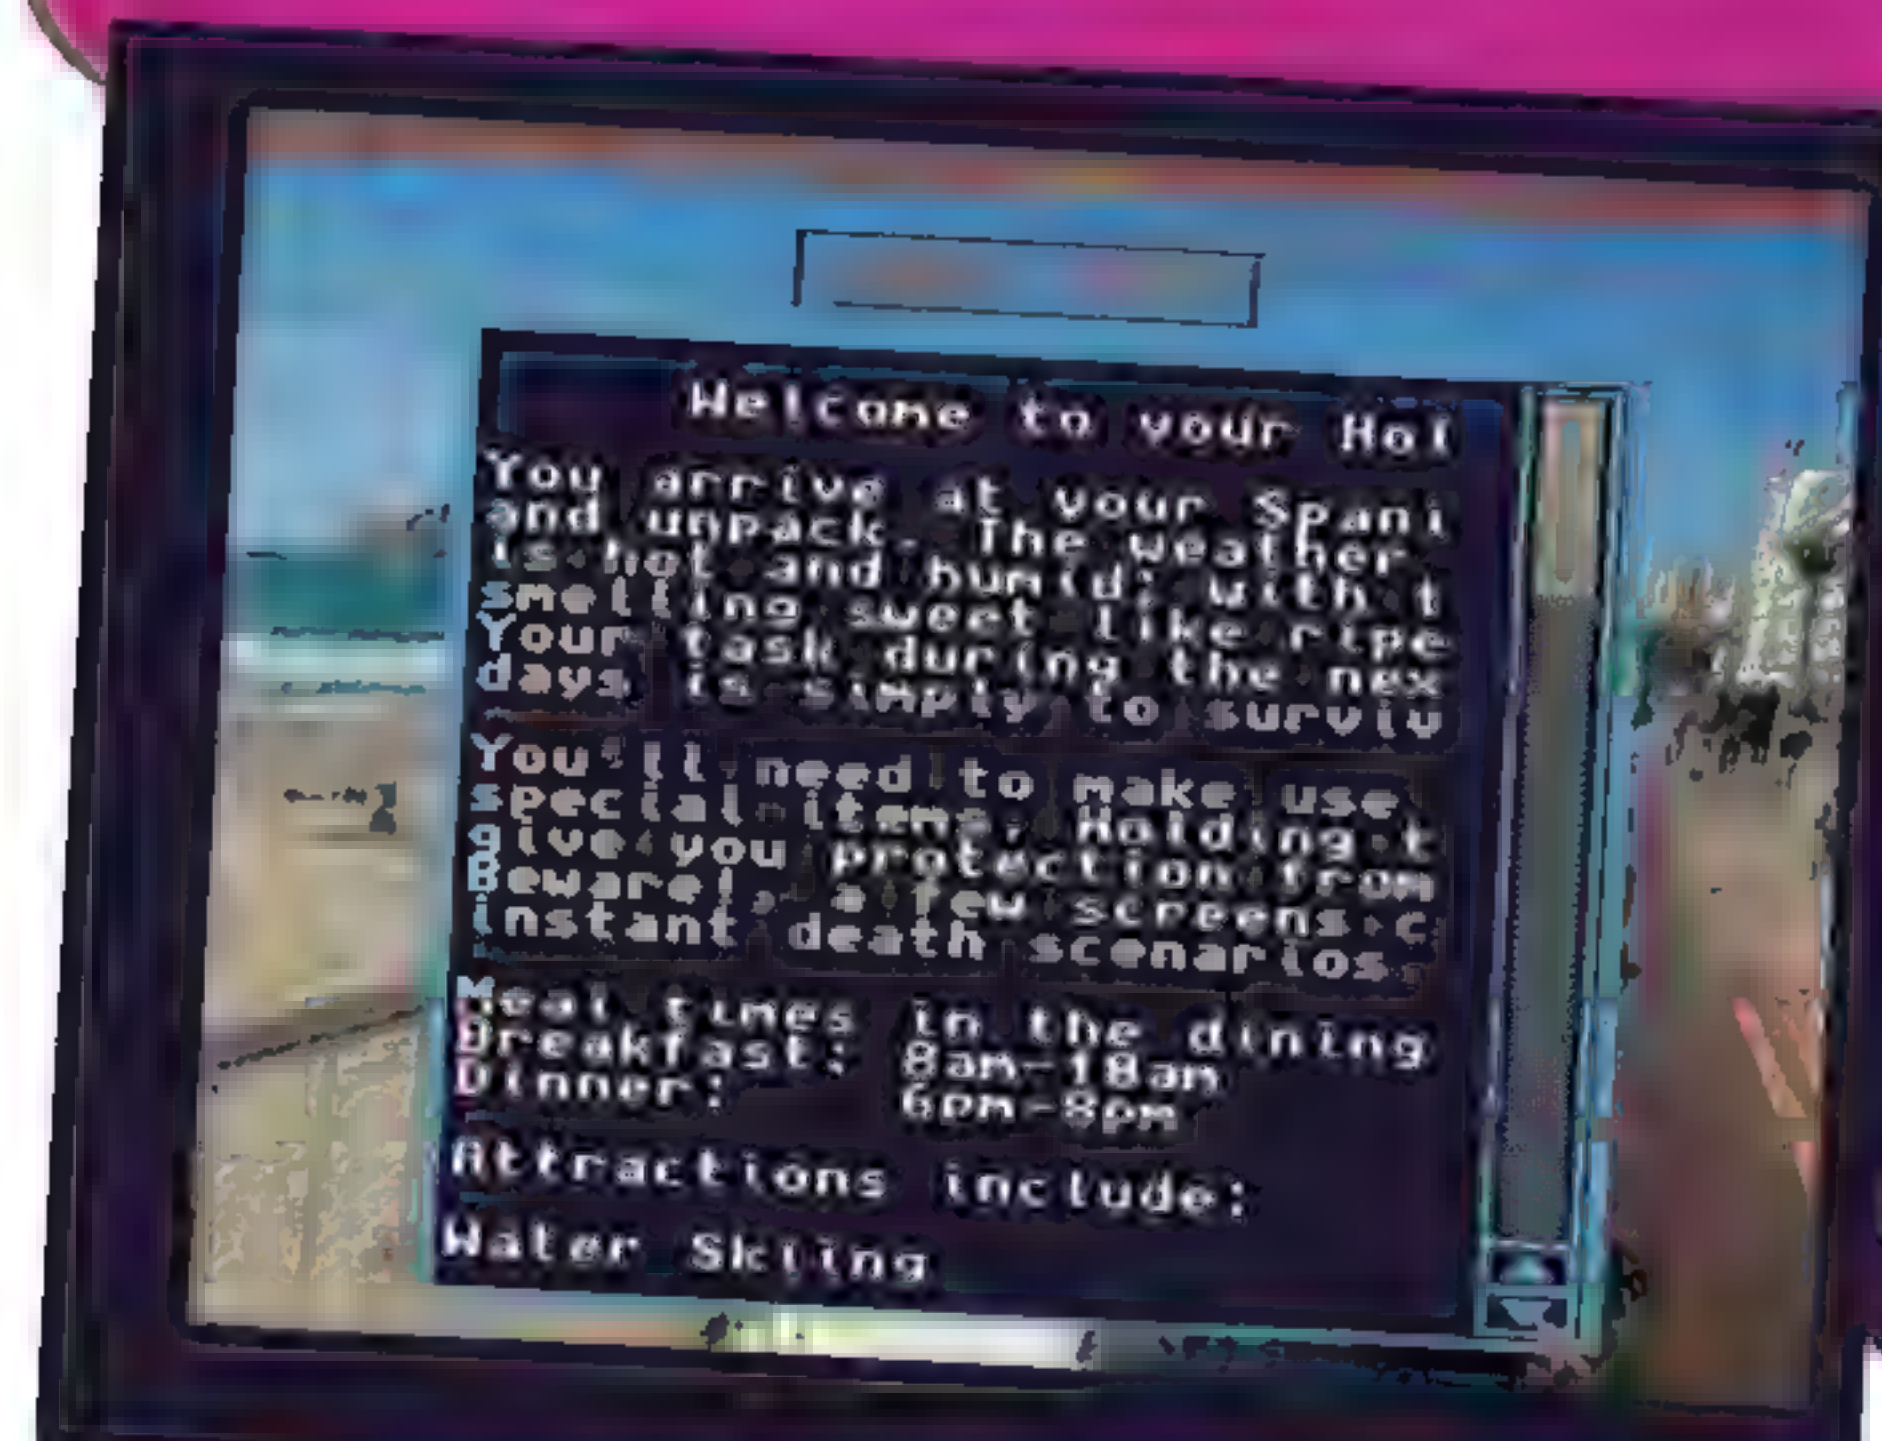 Welcome to your Hol
You arrive at your Spani
and unpack. The weather
is hot and humid; with t
smelling sweet like ripe
Your task during the nex
days is simply to surviv
You'll need to make use
special items. Holding t
give you protection from
Beware!, a few screens c
instant death scenarios.
Meal times in the dining
Breakfast: 8am-10am
Dinner: 6pm-8pm
Attractions include:
Water Skiing